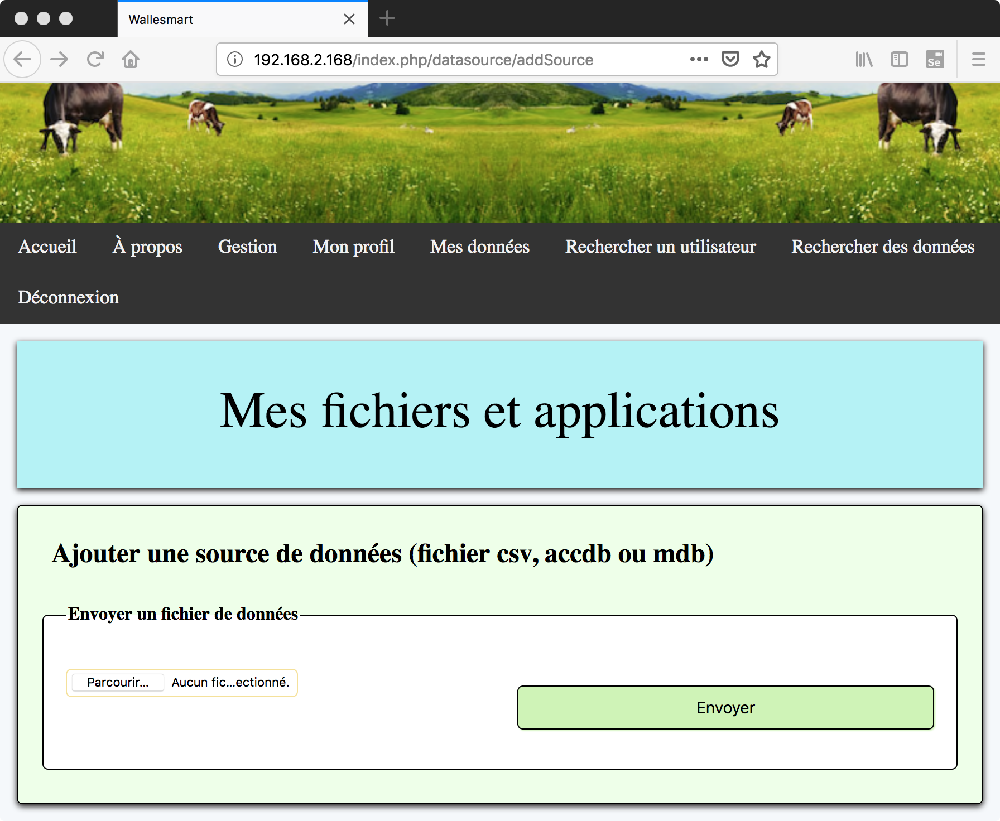 Wallesmart
192.168.2.168/index.php/datasource/addSource
Se
Accueil À propos Gestion Mon profil Mes données Rechercher un utilisateur Rechercher des données
Déconnexion
Mes fichiers et applications
Ajouter une source de données (fichier csv, accdb ou mdb)
Envoyer un fichier de données
Parcourir... Aucun fic...ectionné.
Envoyer